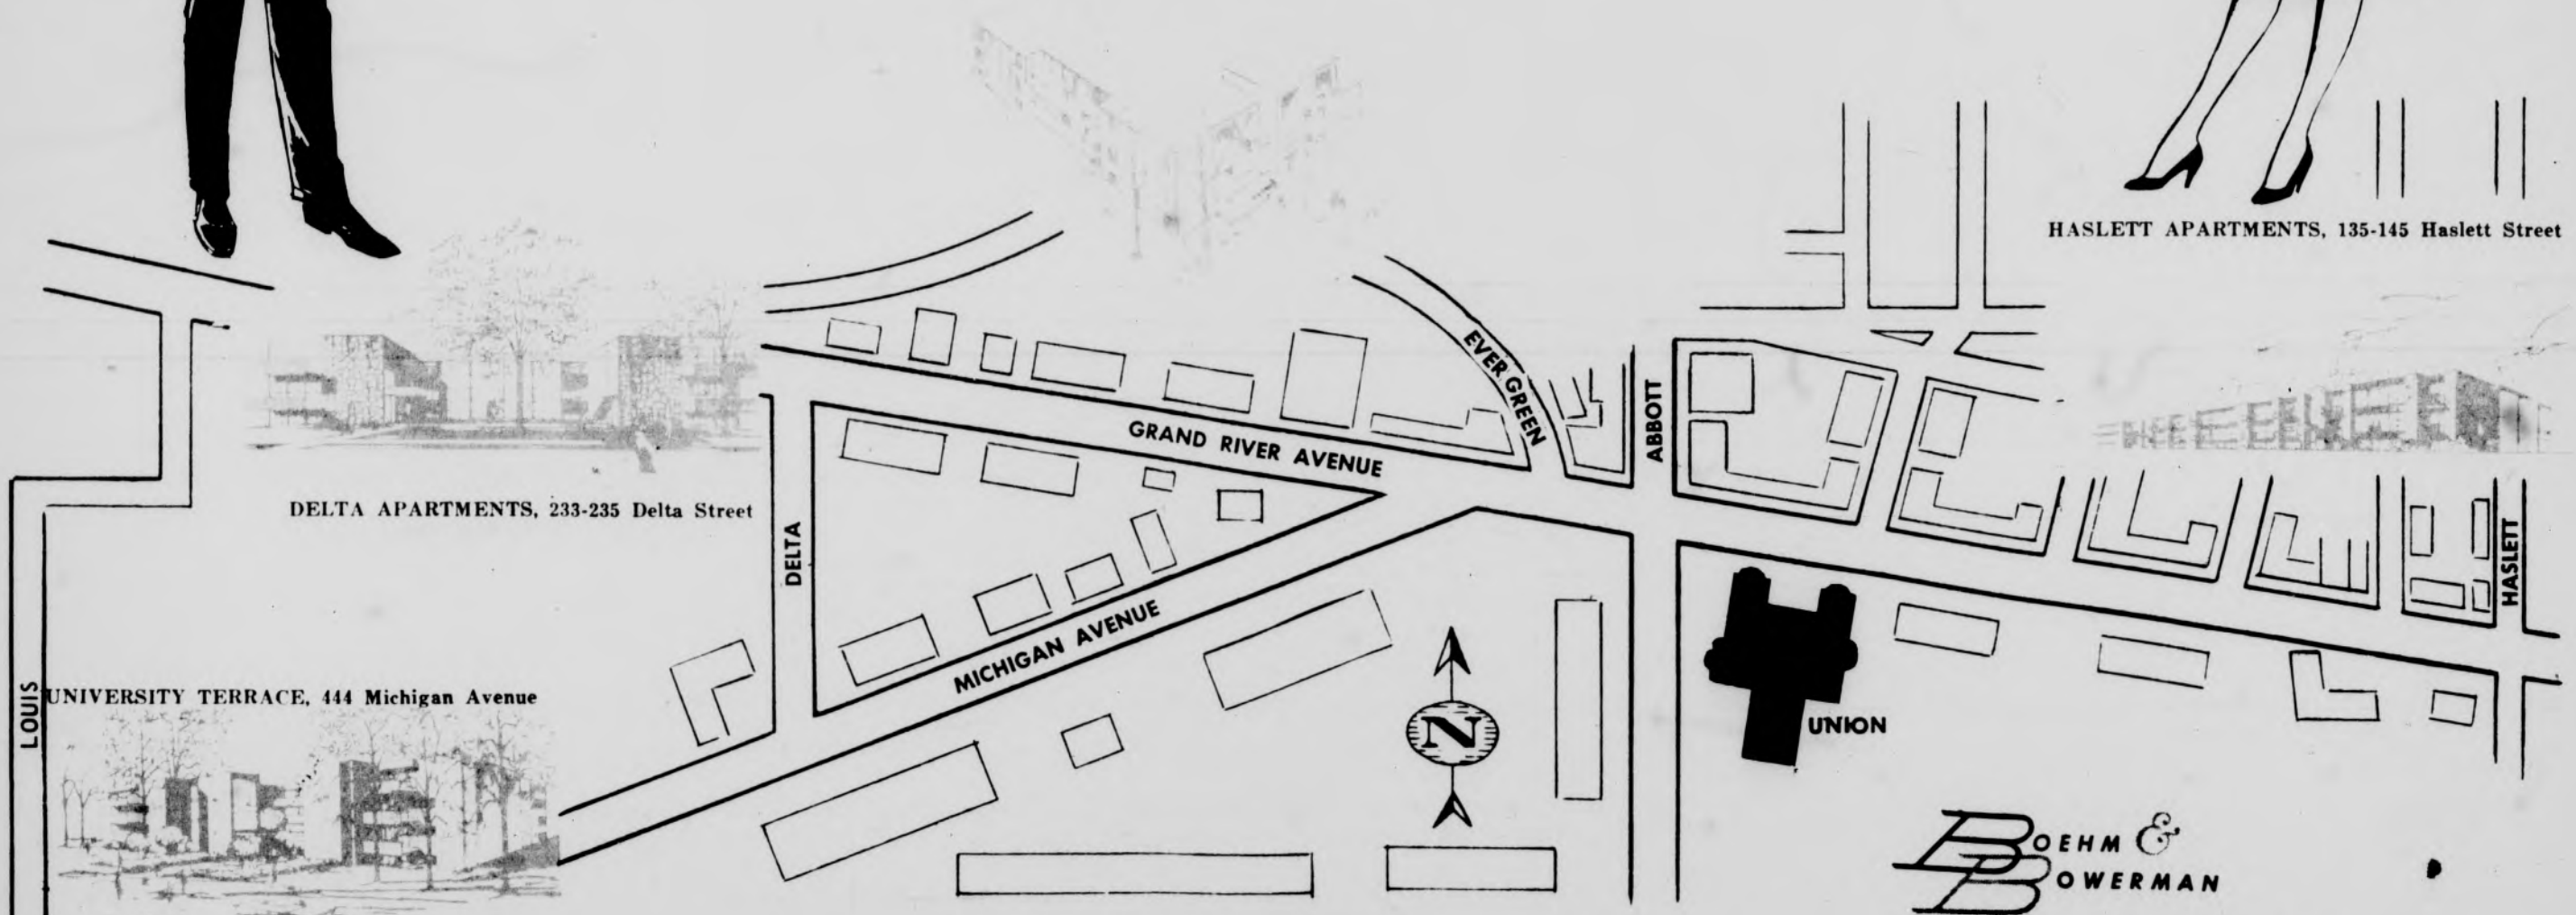 HASLETT APARTMENTS, 135-145 Haslett Street
EVER GREEN
ABBOTT
GRAND RIVER AVENUE
DELTA APARTMENTS, 233-235 Delta Street
DELTA
HASLETT
MICHIGAN AVENUE
LOUIS
UNIVERSITY TERRACE, 444 Michigan Avenue
N
UNION
BOEHM &
BOWERMAN